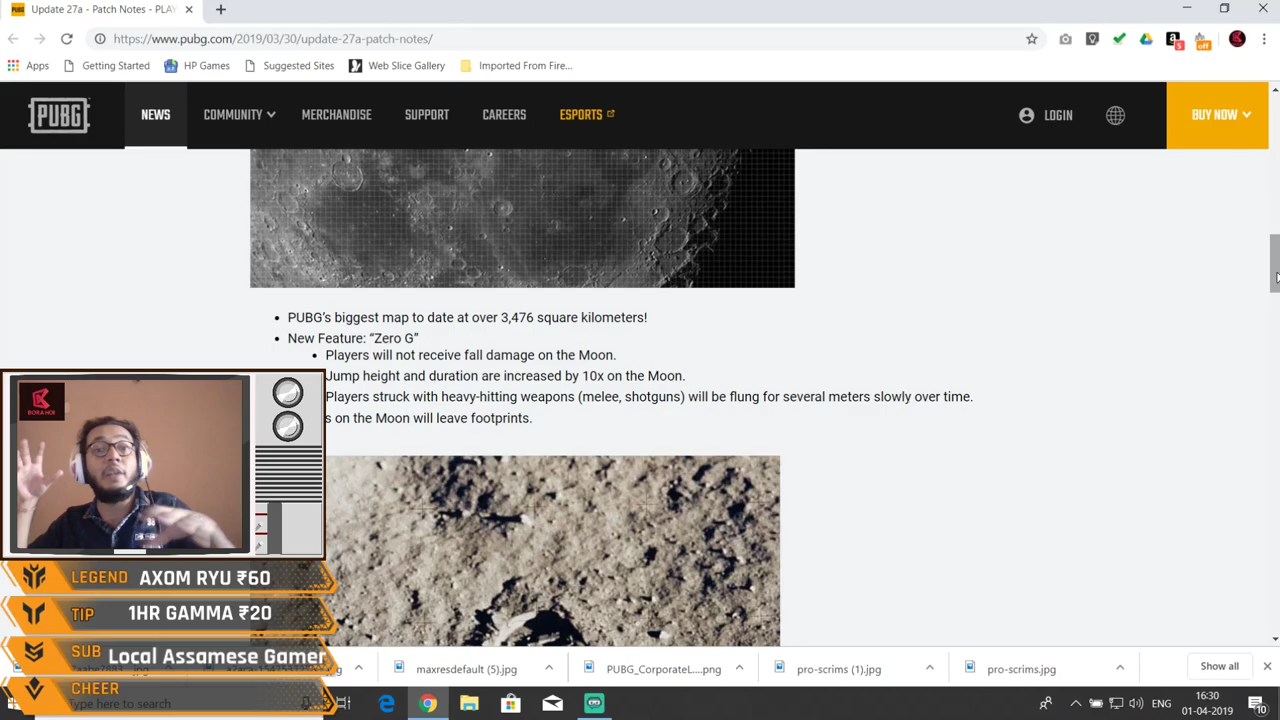 Update 27a - Patch Notes - PLAY
https://www.pubg.com/2019/03/30/update-27a-patch-notes/
Apps Getting Started HP Games Suggested Sites Web Slice Gallery Imported From Fire...
PUBG NEWS COMMUNITY MERCHANDISE SUPPORT CAREERS ESPORTS LOGIN BUY NOW
• PUBG’s biggest map to date at over 3,476 square kilometers!
• New Feature: “Zero G”
• Players will not receive fall damage on the Moon.
Jump height and duration are increased by 10x on the Moon.
Players struck with heavy-hitting weapons (melee, shotguns) will be flung for several meters slowly over time.
s on the Moon will leave footprints.
LEGEND AXOM RYU ₹60
TIP 1HR GAMMA ₹20
SUB Local Assamese Gamer
CHEER
maxresdefault (5).jpg PUBG_CorporateL....png pro-scrims (1).jpg pro-scrims.jpg Show all
here to search
ENG 16:30
01-04-2019 10